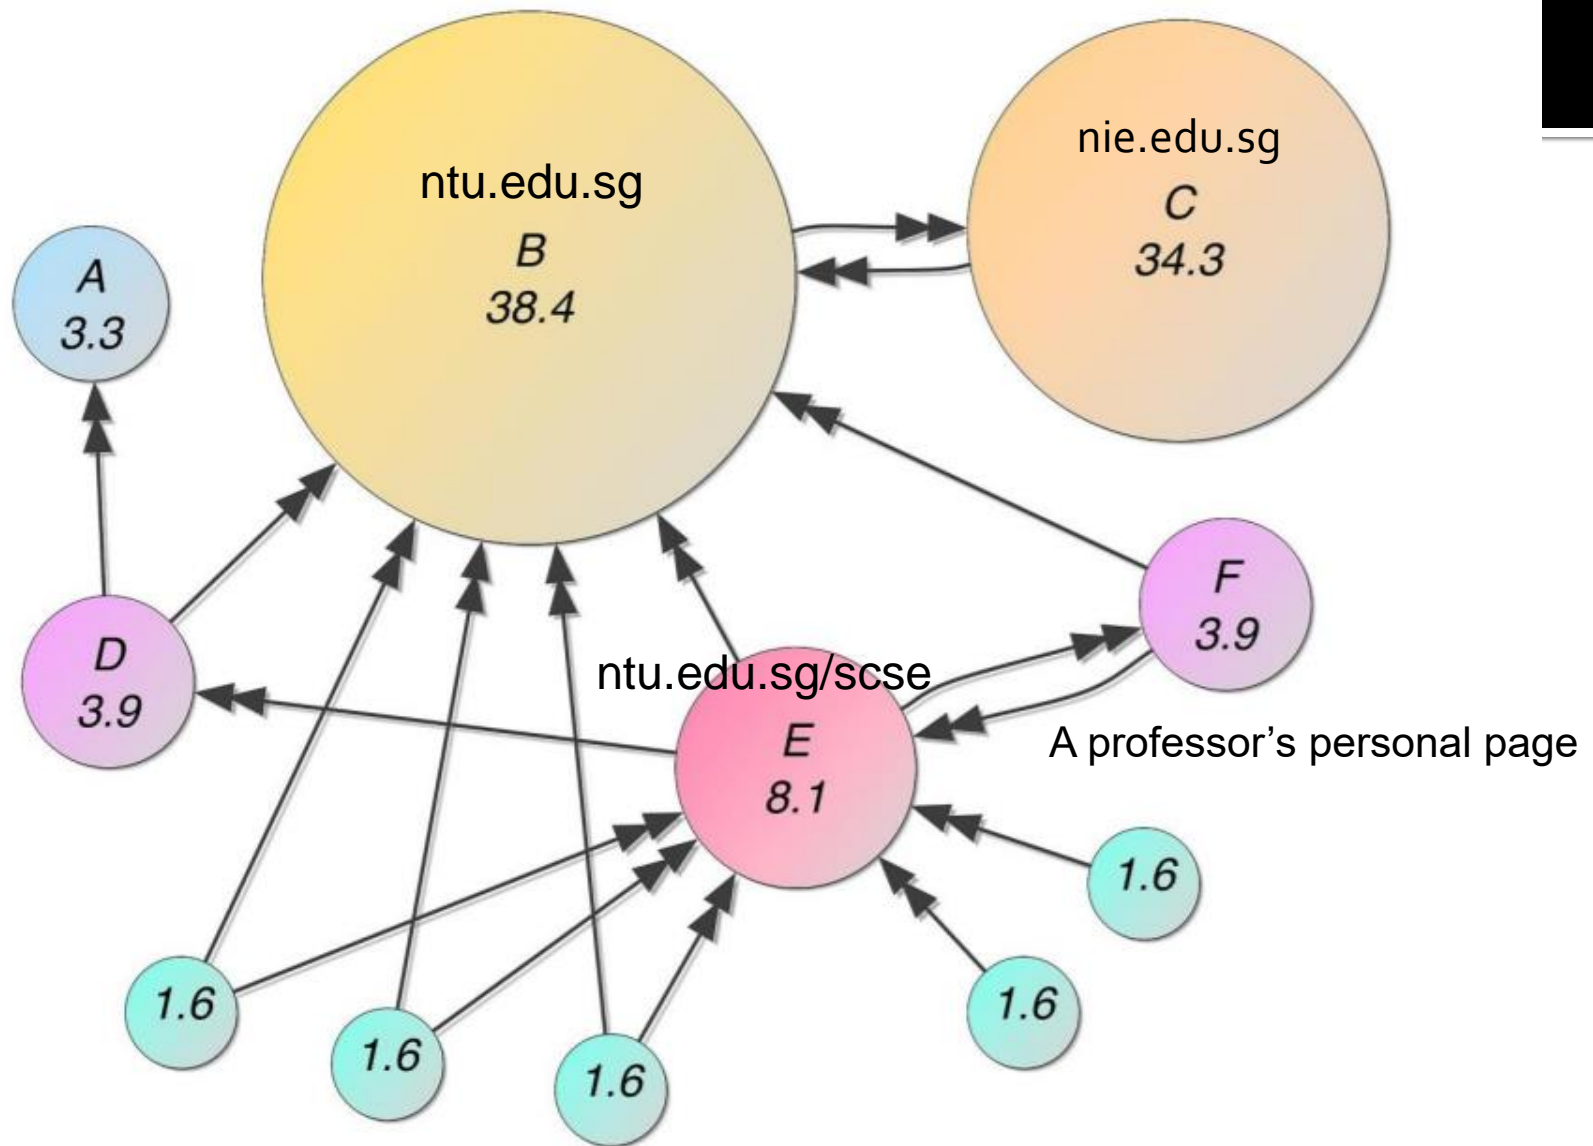 ntu.edu.sg
B
38.4
nie.edu.sg
C
34.3
A
3.3
D
3.9
ntu.edu.sg/scse
E
8.1
F
3.9
A professor’s personal page
1.6
1.6
1.6
1.6
1.6